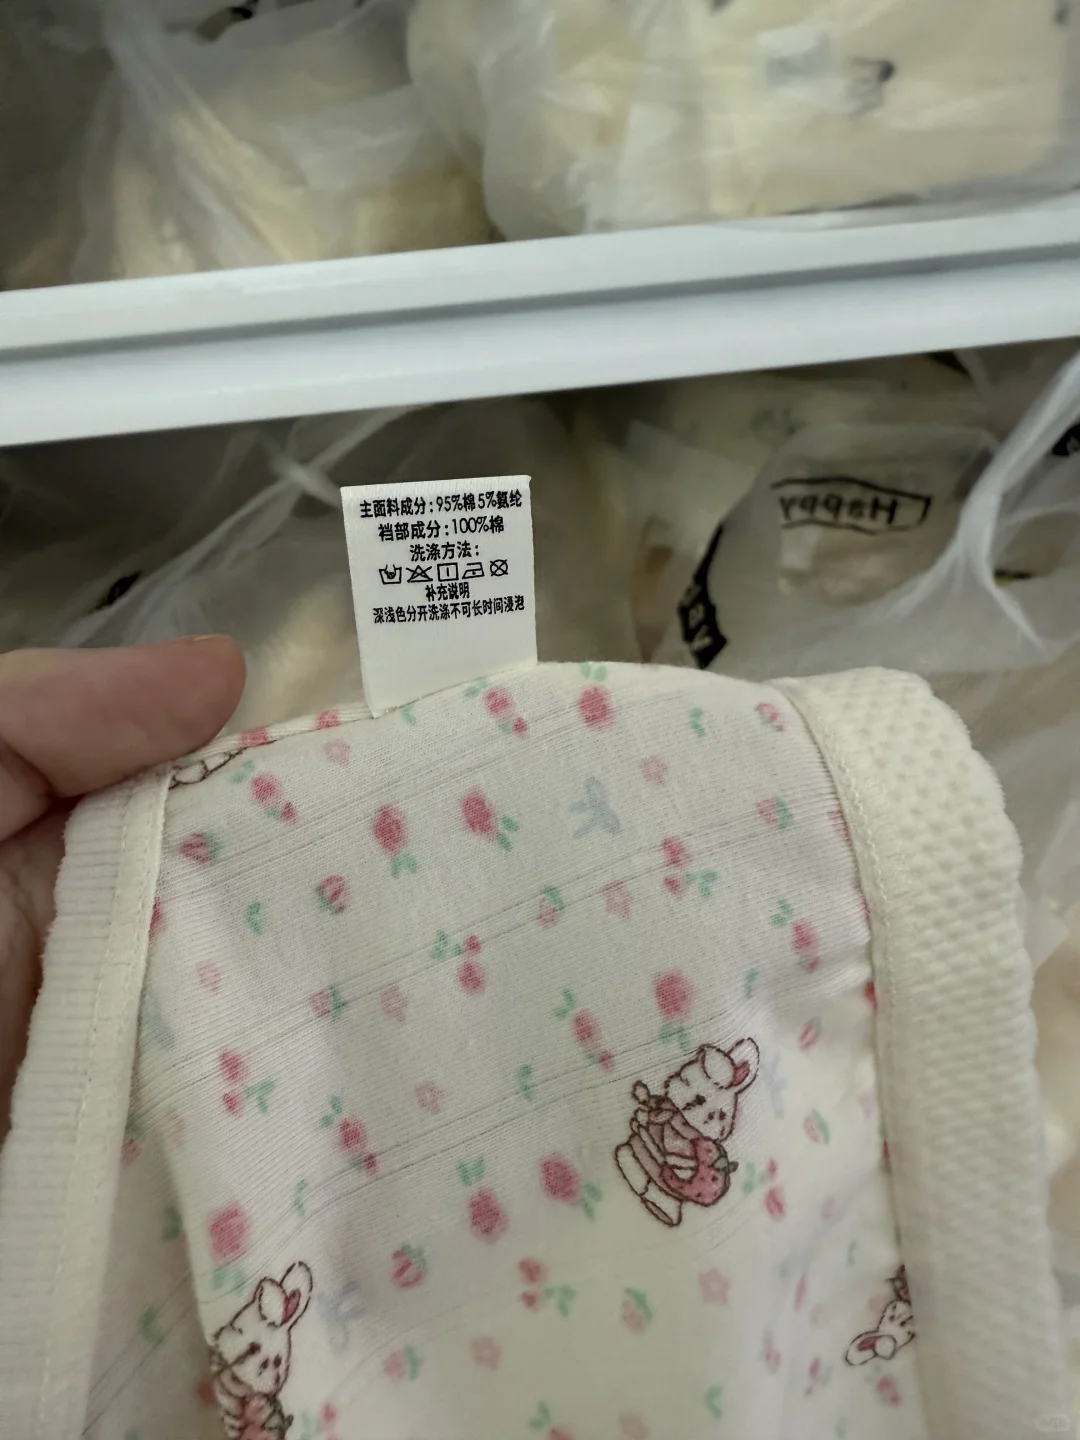 主面料成分:95%棉5%氨纶
裆部成分:100%棉
洗涤方法:
补充说明
深浅色分开洗涤不可长时间浸泡
Happy